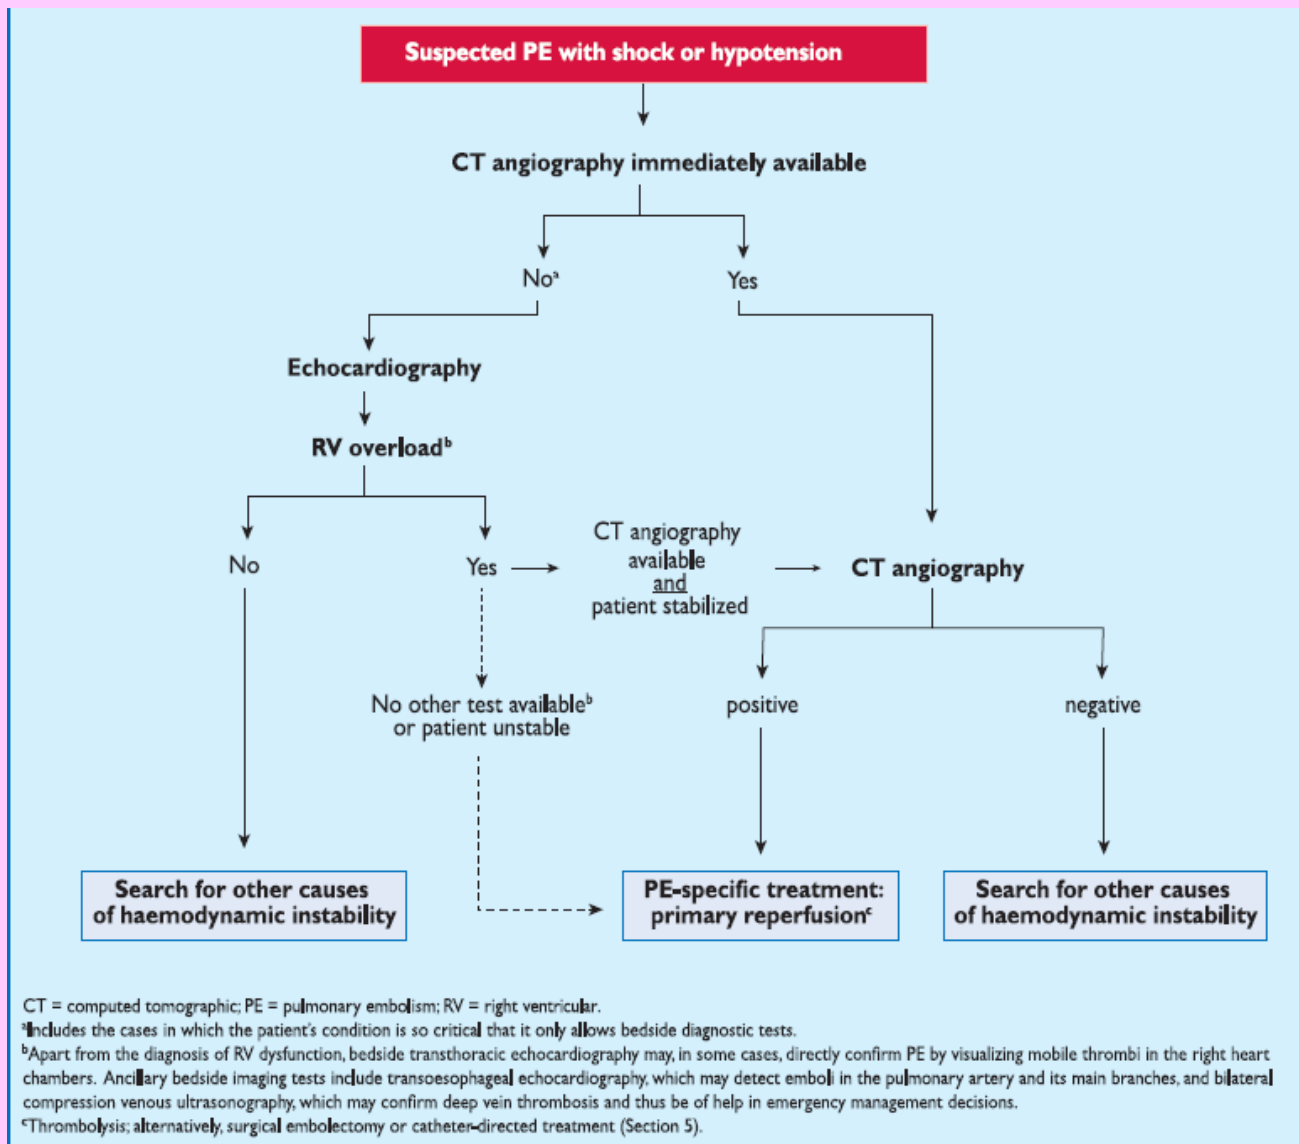 Suspected PE with shock or hypotension
CT angiography immediately available
Noᵃ
Yes
Echocardiography
RV overloadᵇ
No
Yes
CT angiography
available
and
patient stabilized
CT angiography
No other test availableᵇ
or patient unstable
positive
negative
Search for other causes
of haemodynamic instability
PE-specific treatment:
primary reperfusionᶜ
Search for other causes
of haemodynamic instability
CT = computed tomographic; PE = pulmonary embolism; RV = right ventricular.
ᵃIncludes the cases in which the patient's condition is so critical that it only allows bedside diagnostic tests.
ᵇApart from the diagnosis of RV dysfunction, bedside transthoracic echocardiography may, in some cases, directly confirm PE by visualizing mobile thrombi in the right heart
chambers. Ancillary bedside imaging tests include transoesophageal echocardiography, which may detect emboli in the pulmonary artery and its main branches, and bilateral
compression venous ultrasonography, which may confirm deep vein thrombosis and thus be of help in emergency management decisions.
ᶜThrombolysis; alternatively, surgical embolectomy or catheter-directed treatment (Section 5).